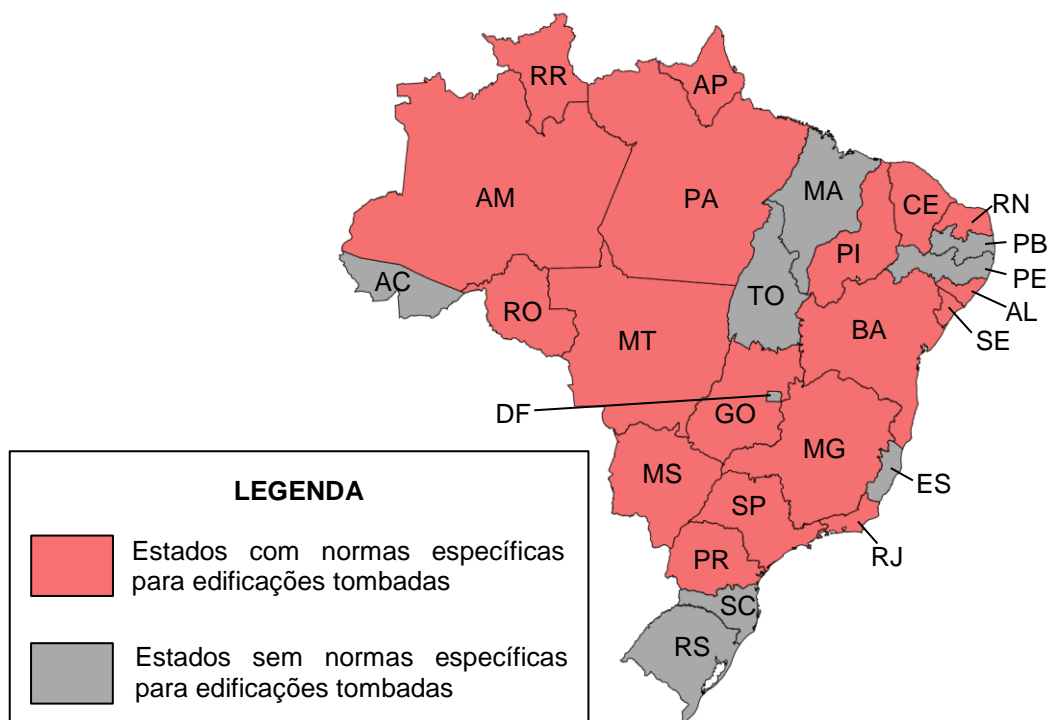 RR
AP
AM
PA
MA
CE
RN
PB
PI
PE
AC
TO
AL
RO
BA
SE
MT
DF
GO
MG
MS
ES
SP
RJ
PR
SC
RS
LEGENDA
Estados com normas específicas
para edificações tombadas
Estados sem normas específicas
para edificações tombadas